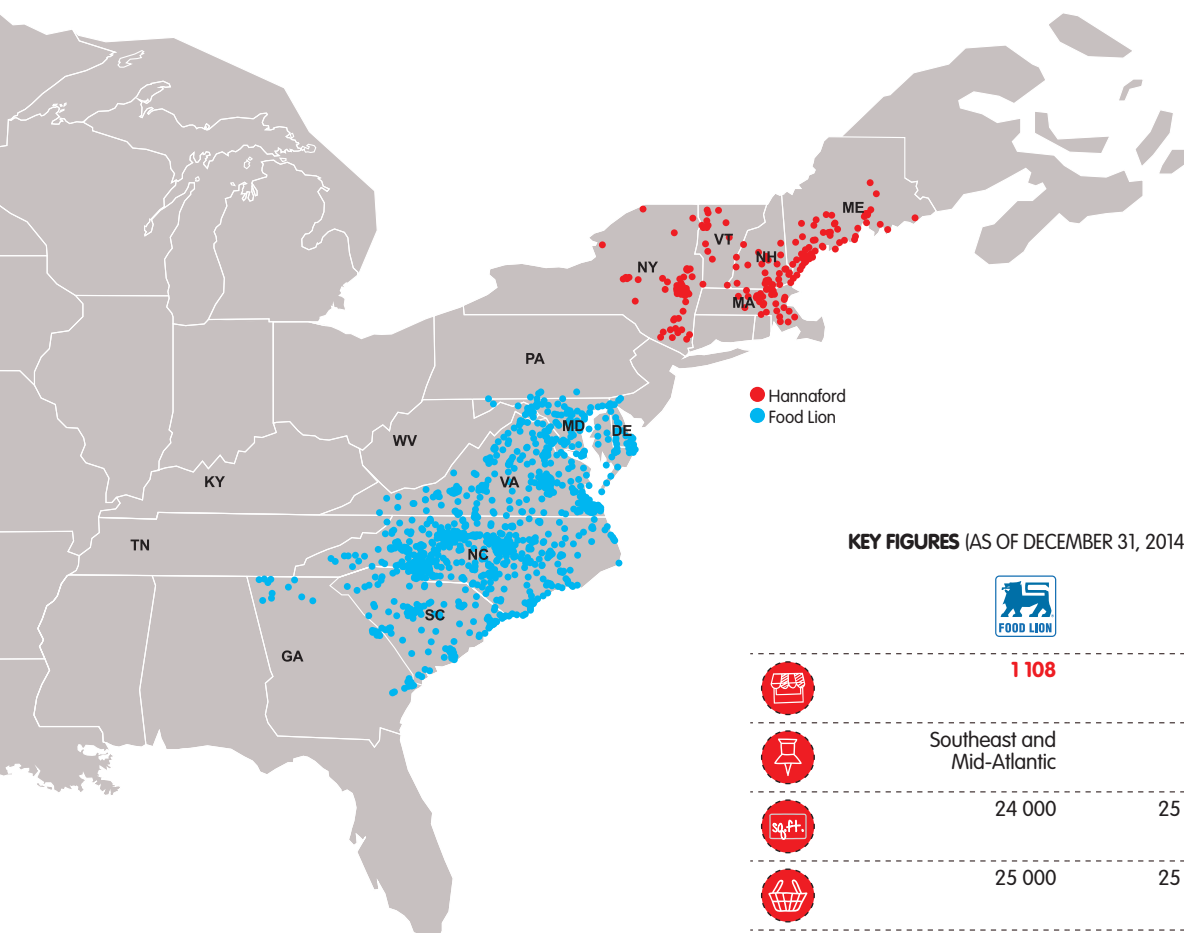 ME
VT
NH
NY
MA
PA
Hannaford
Food Lion
MD
DE
WV
VA
KY
TN
NC
SC
GA
KEY FIGURES (AS OF DECEMBER 31, 2014
FOOD LION
1 108
Southeast and
Mid-Atlantic
sq.ft.
24 000
25
25 000
25